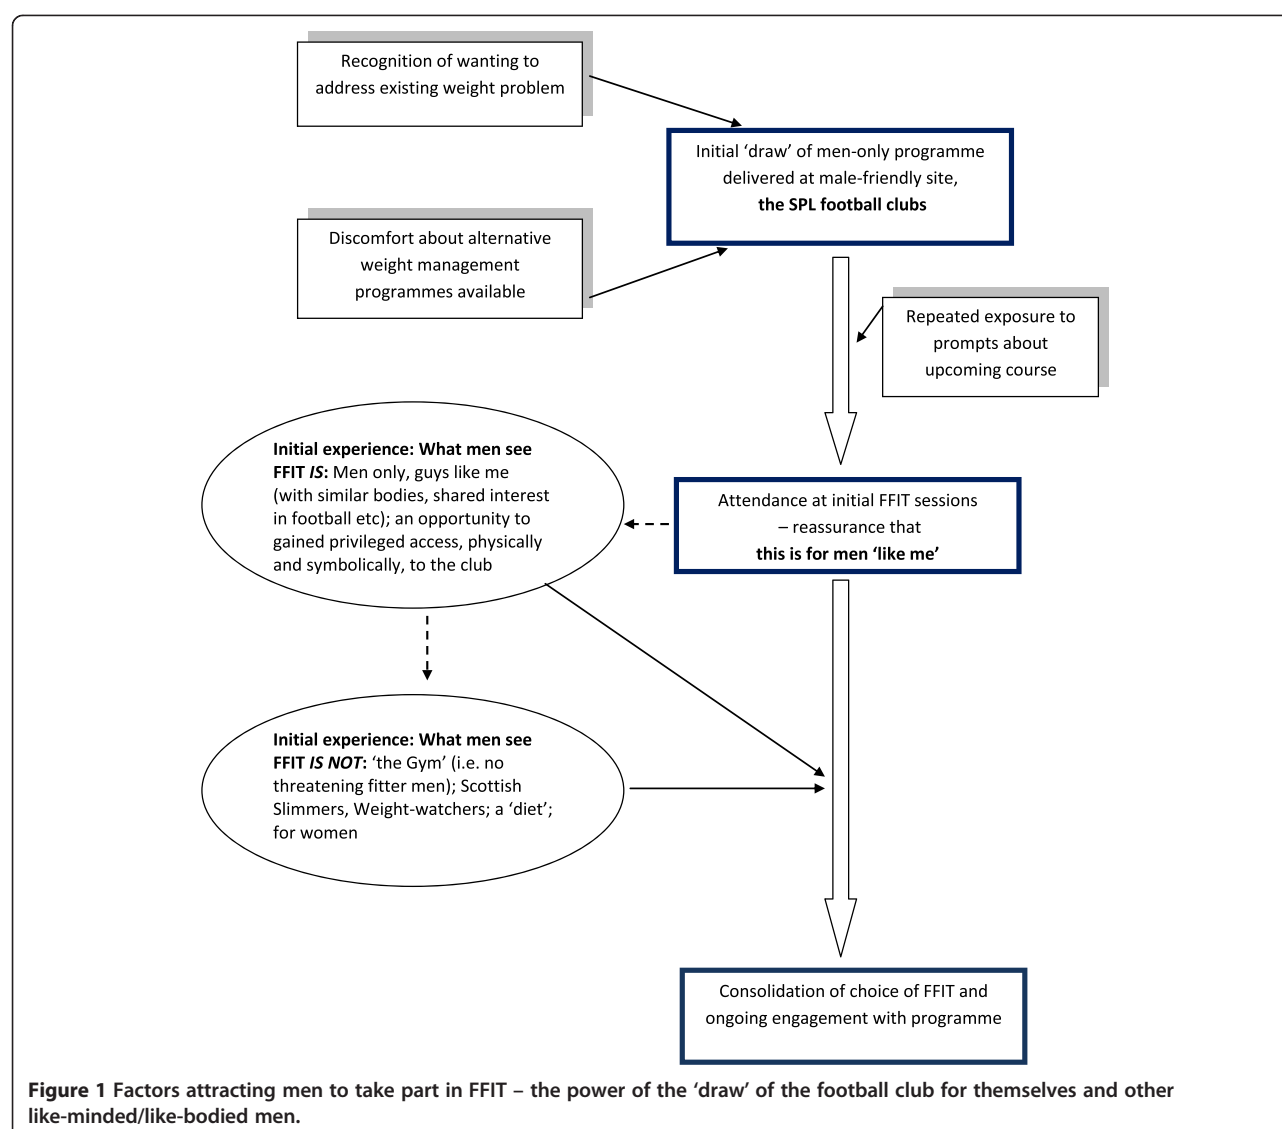 Recognition of wanting to
address existing weight problem
Initial ‘draw’ of men-only programme
delivered at male-friendly site,
the SPL football clubs
Discomfort about alternative
weight management
programmes available
Repeated exposure to
prompts about
upcoming course
Initial experience: What men see
FFIT IS: Men only, guys like me
(with similar bodies, shared interest
in football etc); an opportunity to
gained privileged access, physically
and symbolically, to the club
Attendance at initial FFIT sessions
– reassurance that
this is for men ‘like me’
Initial experience: What men see
FFIT IS NOT: ‘the Gym’ (i.e. no
threatening fitter men); Scottish
Slimmers, Weight-watchers; a ‘diet’;
for women
Consolidation of choice of FFIT and
ongoing engagement with programme
Figure 1 Factors attracting men to take part in FFIT – the power of the ‘draw’ of the football club for themselves and other
like-minded/like-bodied men.